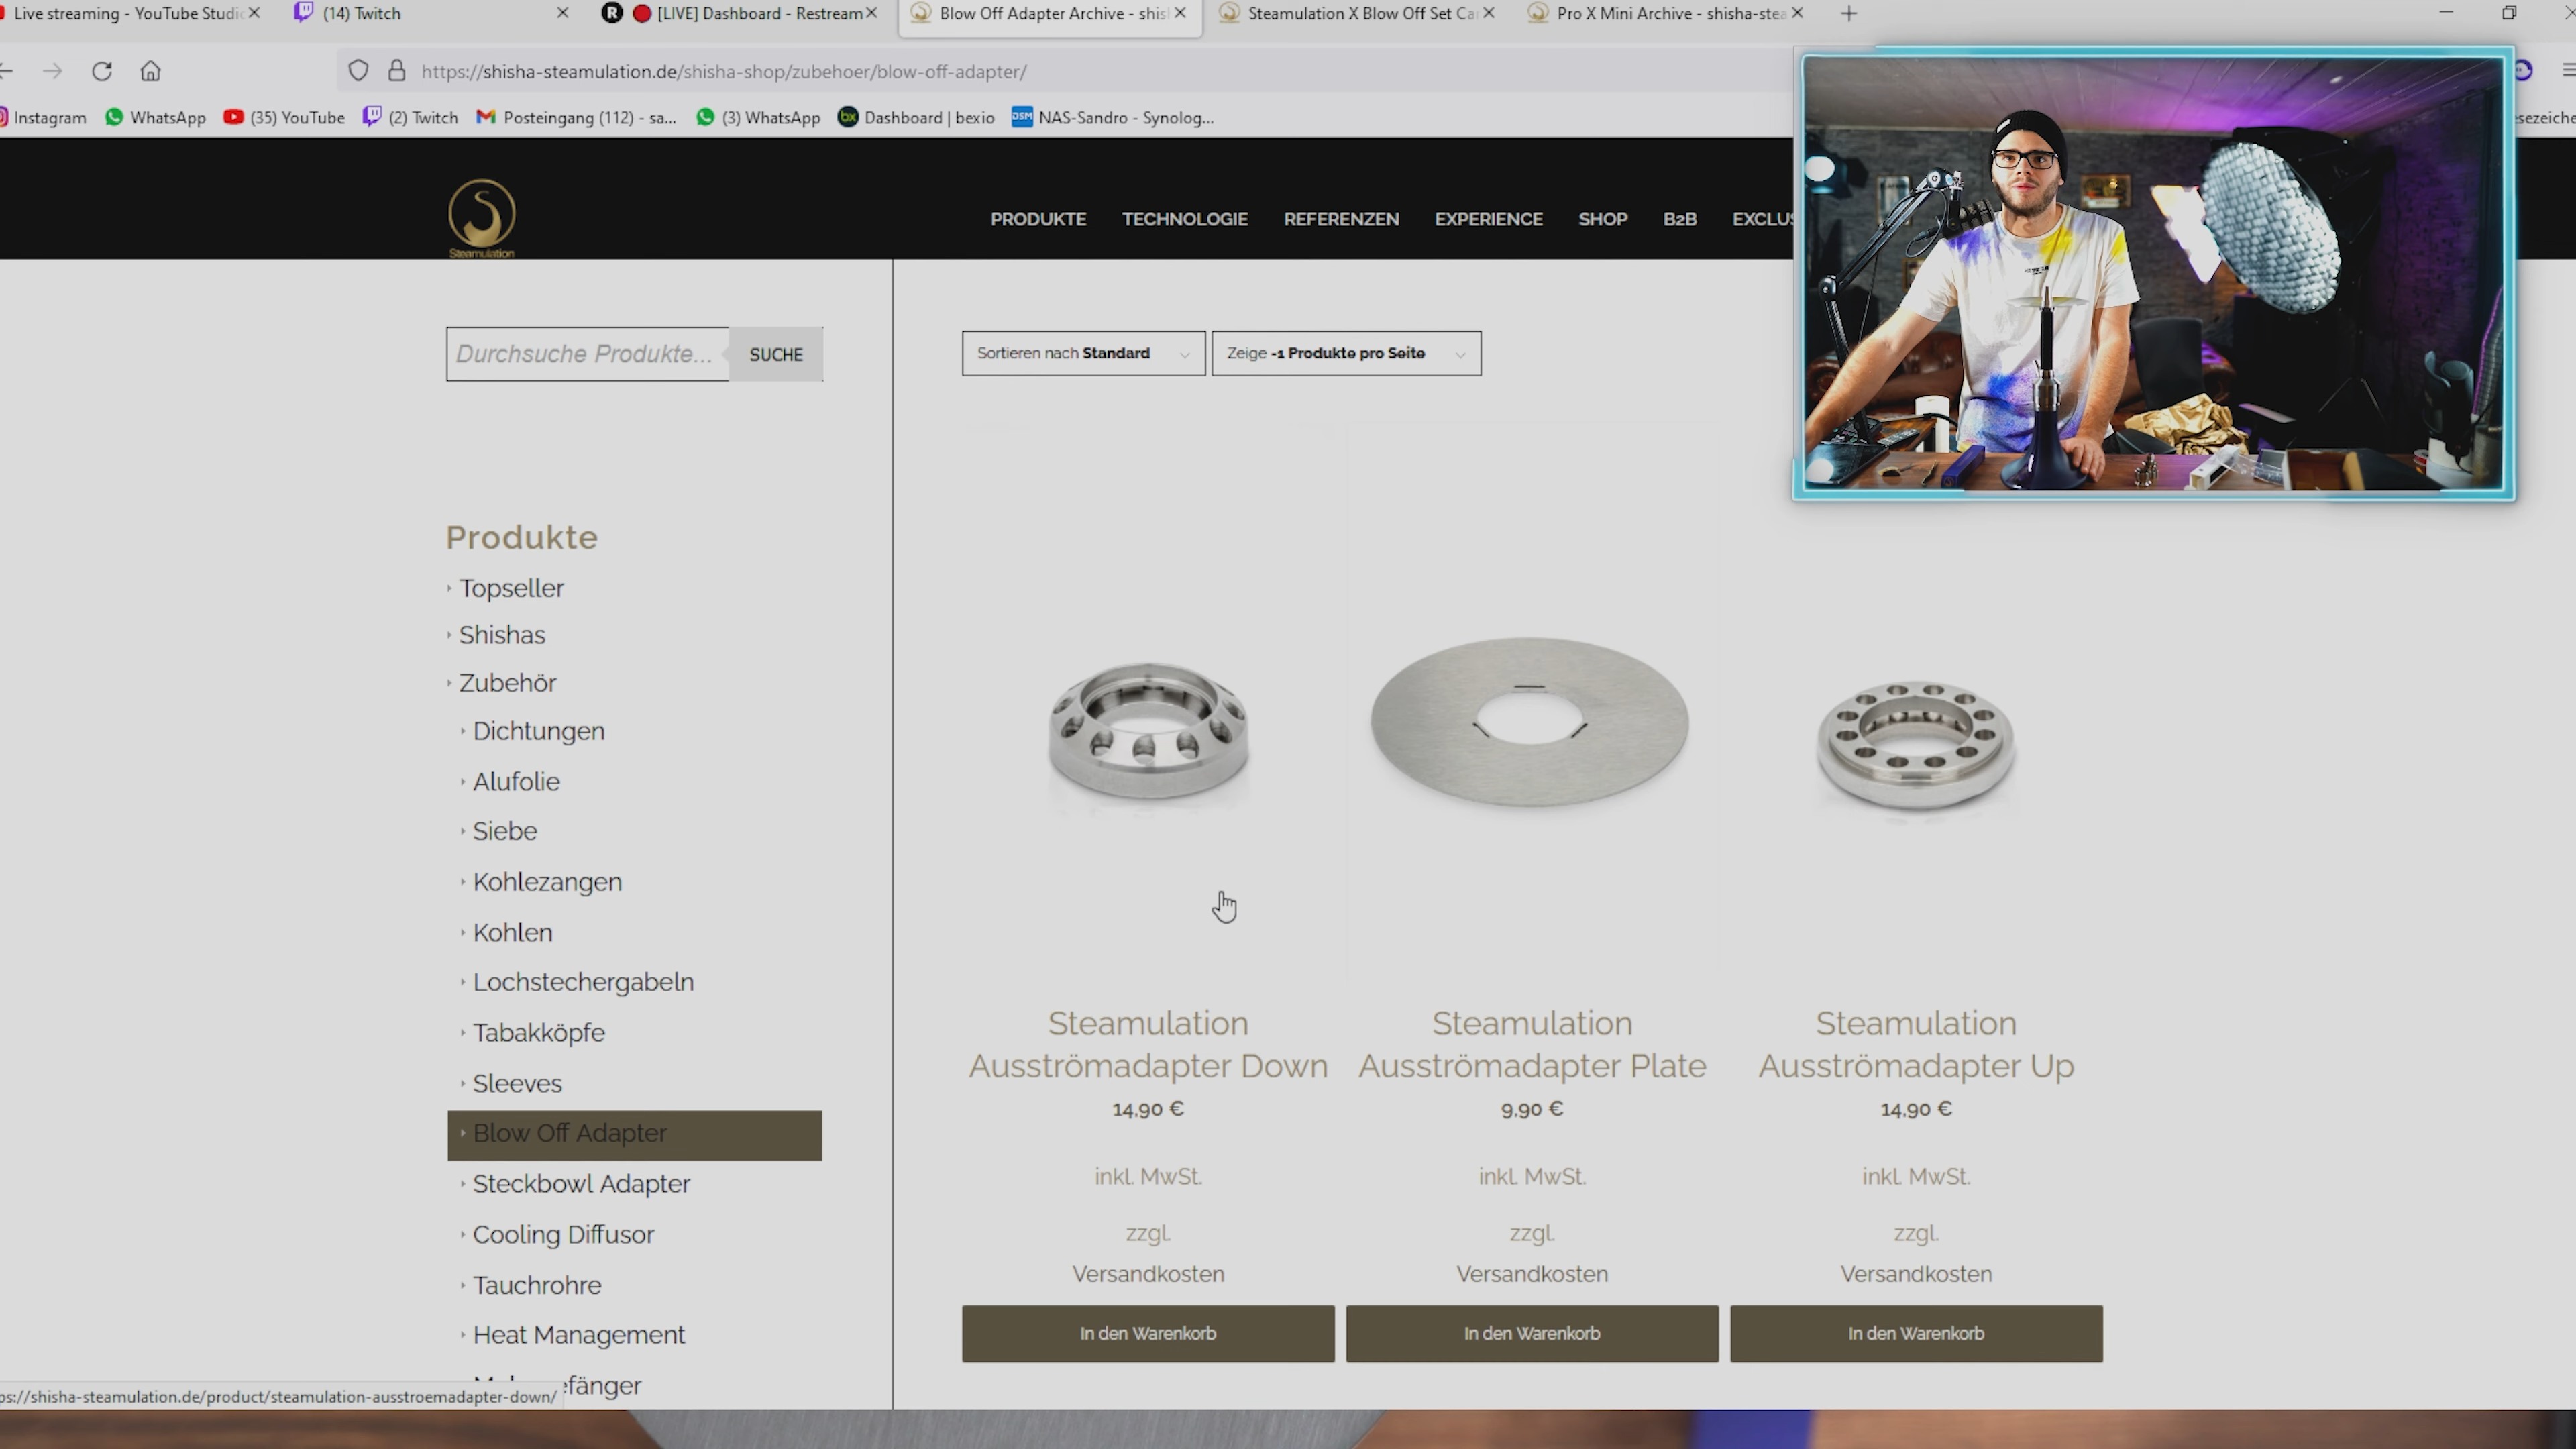 Live streaming - YouTube Studi
(14) Twitch
[LIVE] Dashboard - Restream
Blow Off Adapter Archive - shis
Steamulation X Blow Off Set Ca
Pro X Mini Archive - shisha-stea
https://shisha-steamulation.de/shisha-shop/zubehoer/blow-off-adapter/
Instagram
WhatsApp
(35) YouTube
(2) Twitch
Posteingang (112) - sa...
(3) WhatsApp
Dashboard | bexio
DSM
NAS-Sandro - Synolog...
esezeiche
Steamulation
PRODUKTE
TECHNOLOGIE
REFERENZEN
EXPERIENCE
SHOP
B2B
EXCLUS
Durchsuche Produkte...
SUCHE
Sortieren nach Standard
Zeige -1 Produkte pro Seite
Produkte
Topseller
Shishas
Zubehör
Dichtungen
Alufolie
Siebe
Kohlezangen
Kohlen
Lochstechergabeln
Tabakköpfe
Sleeves
Blow Off Adapter
Steckbowl Adapter
Cooling Diffusor
Tauchrohre
Heat Management
efänger
Steamulation
Ausströmadapter Down
14,90 €
inkl. MwSt.
zzgl.
Versandkosten
In den Warenkorb
Steamulation
Ausströmadapter Plate
9,90 €
inkl. MwSt.
zzgl.
Versandkosten
In den Warenkorb
Steamulation
Ausströmadapter Up
14,90 €
inkl. MwSt.
zzgl.
Versandkosten
In den Warenkorb
ps://shisha-steamulation.de/product/steamulation-ausstroemadapter-down/